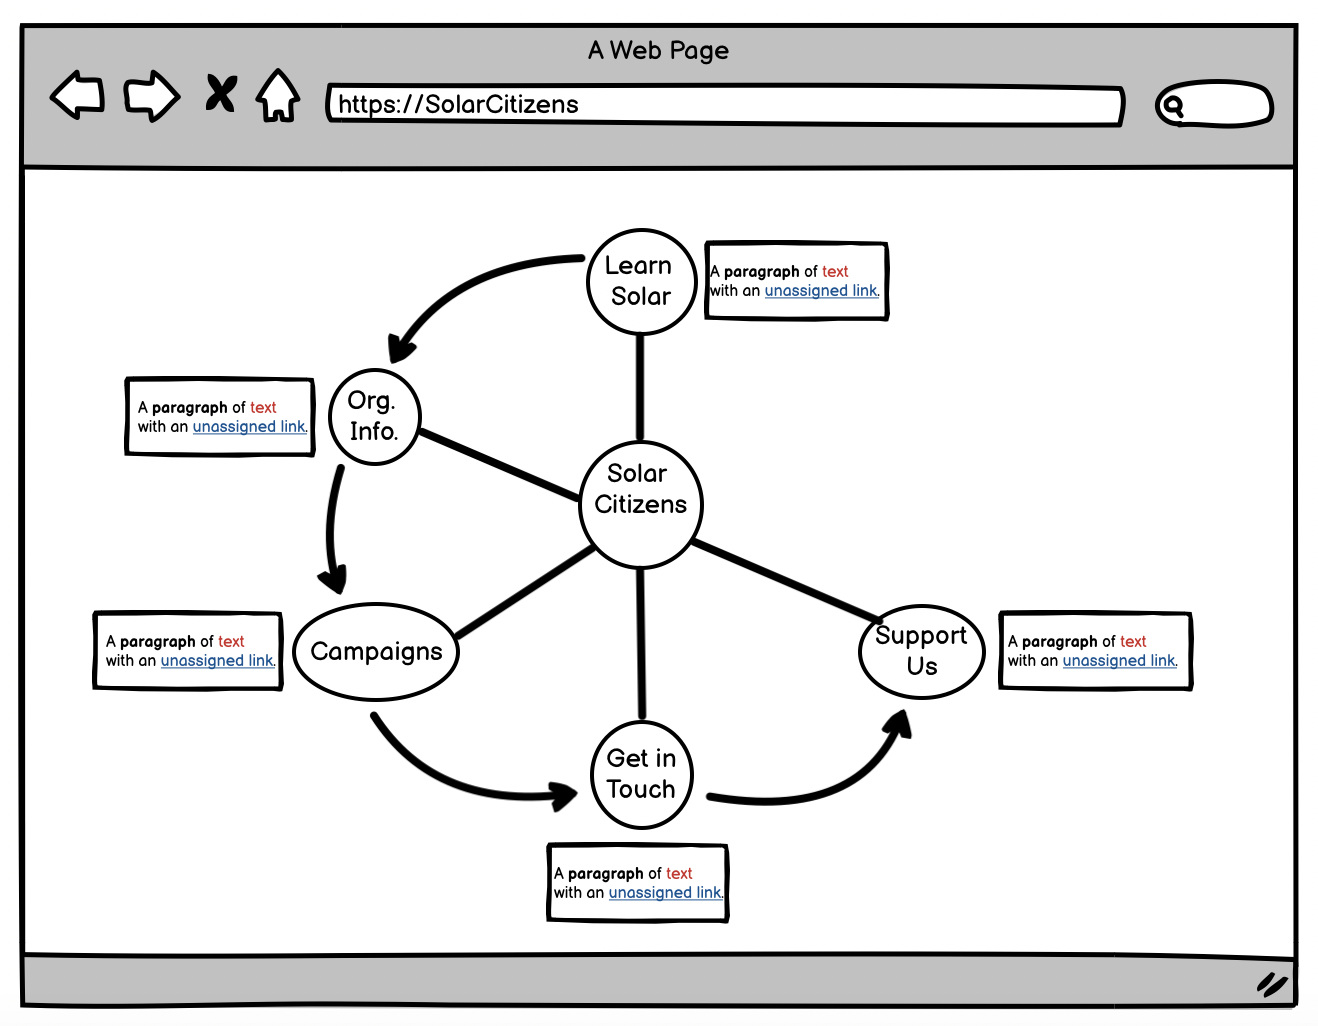 A Web Page
https://SolarCitizens
Learn
Solar
A paragraph of text
with an unassigned link.
Org.
Info.
A paragraph of text
with an unassigned link.
Solar
Citizens
Campaigns
A paragraph of text
with an unassigned link.
Support
Us
A paragraph of text
with an unassigned link.
Get in
Touch
A paragraph of text
with an unassigned link.